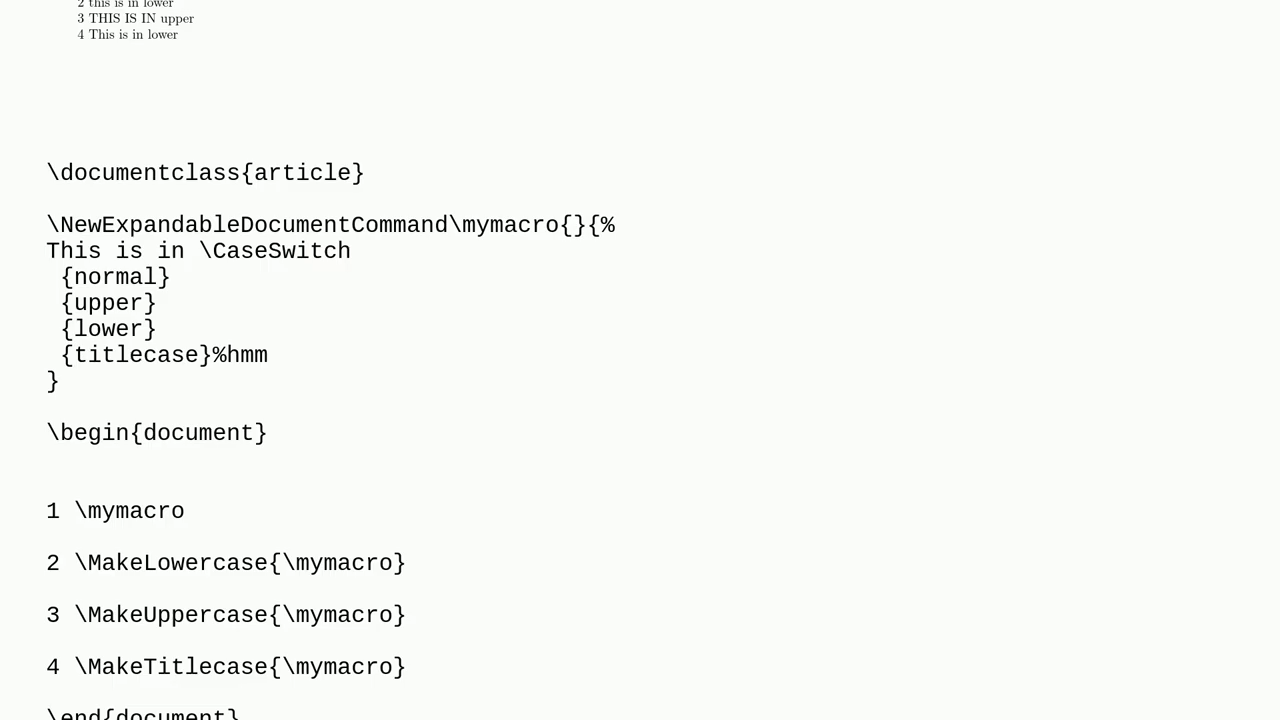 2 this is in lower
3 THIS IS IN upper
4 This is in lower
\documentclass{article}
\NewExpandableDocumentCommand\mymacro{}{%
This is in \CaseSwitch
{normal}
{upper}
{lower}
{titlecase}%hmm
}
\begin{document}
1 \mymacro
2 \MakeLowercase{\mymacro}
3 \MakeUppercase{\mymacro}
4 \MakeTitlecase{\mymacro}
\end{document}